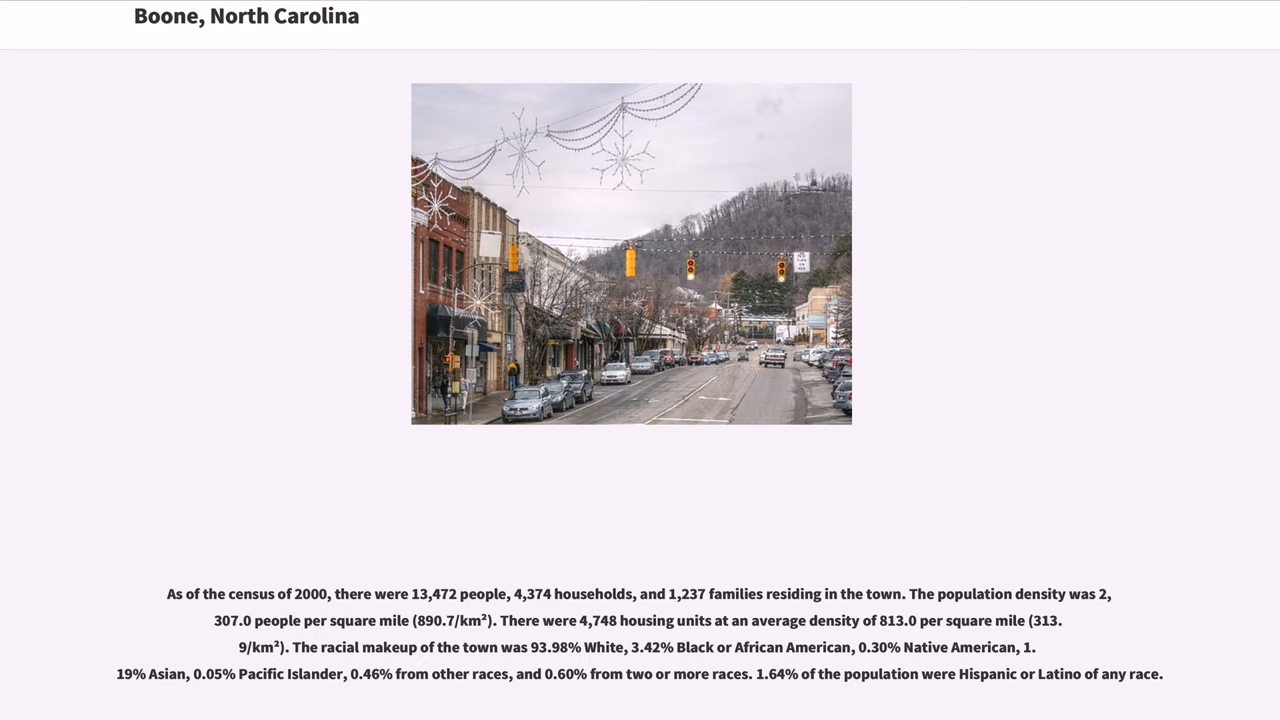 Boone, North Carolina
NO
TURN
ON
RED
As of the census of 2000, there were 13,472 people, 4,374 households, and 1,237 families residing in the town. The population density was 2,
307.0 people per square mile (890.7/km²). There were 4,748 housing units at an average density of 813.0 per square mile (313.
9/km²). The racial makeup of the town was 93.98% White, 3.42% Black or African American, 0.30% Native American, 1.
19% Asian, 0.05% Pacific Islander, 0.46% from other races, and 0.60% from two or more races. 1.64% of the population were Hispanic or Latino of any race.